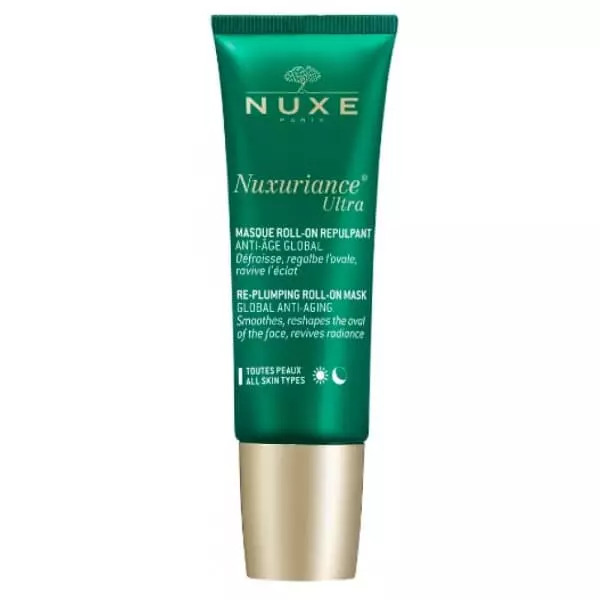 NUXE
PARIS
Nuxuriance®
Ultra
MASQUE ROLL-ON REPULPANT
ANTI-ÂGE GLOBAL
Défroisse, regalbe l'ovale,
ravive l'éclat
RE-PLUMPING ROLL-ON MASK
GLOBAL ANTI-AGING
Smoothes, reshapes the oval
of the face, revives radiance
TOUTES PEAUX
ALL SKIN TYPES